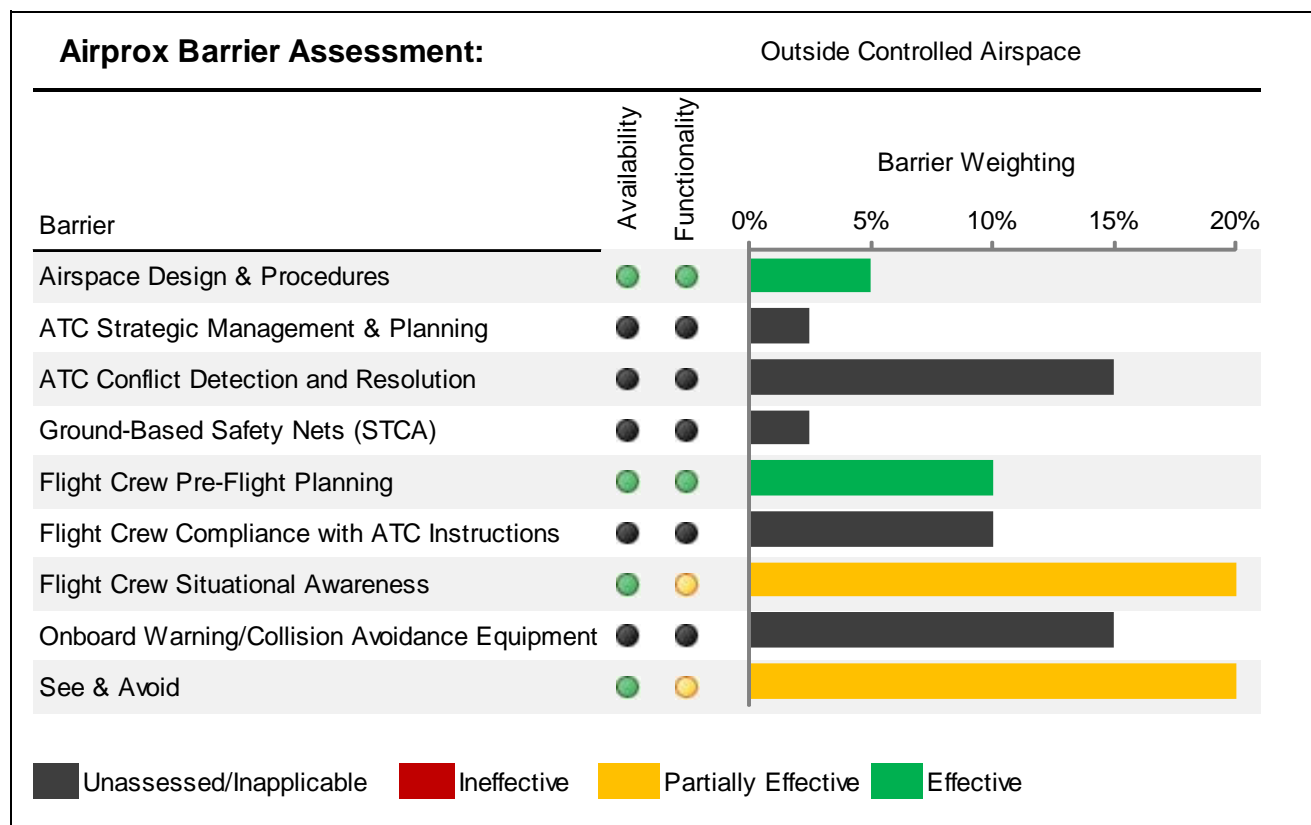 Airprox Barrier Assessment: Outside Controlled Airspace
Availability
Functionality
Barrier Weighting
Barrier
0% 5% 10% 15% 20%
Airspace Design & Procedures
ATC Strategic Management & Planning
ATC Conflict Detection and Resolution
Ground-Based Safety Nets (STCA)
Flight Crew Pre-Flight Planning
Flight Crew Compliance with ATC Instructions
Flight Crew Situational Awareness
Onboard Warning/Collision Avoidance Equipment
See & Avoid
Unassessed/Inapplicable Ineffective Partially Effective Effective